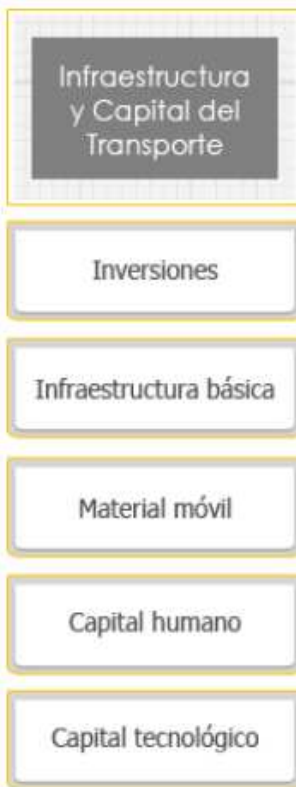 Infraestructura
y Capital del
Transporte
Inversiones
Infraestructura básica
Material móvil
Capital humano
Capital tecnológico